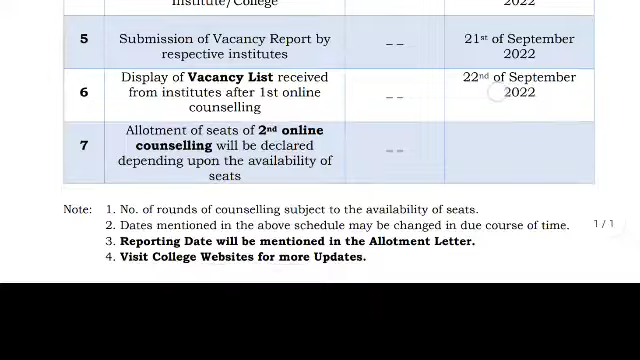 Institute/College
2022
5
Submission of Vacancy Report by
respective institutes
_ _
21st of September
2022
6
Display of Vacancy List received
from institutes after 1st online
counselling
_ _
22nd of September
2022
7
Allotment of seats of 2nd online
counselling will be declared
depending upon the availability of
seats
_ _
Note: 1. No. of rounds of counselling subject to the availability of seats.
2. Dates mentioned in the above schedule may be changed in due course of time.
3. Reporting Date will be mentioned in the Allotment Letter.
4. Visit College Websites for more Updates.
1 / 1